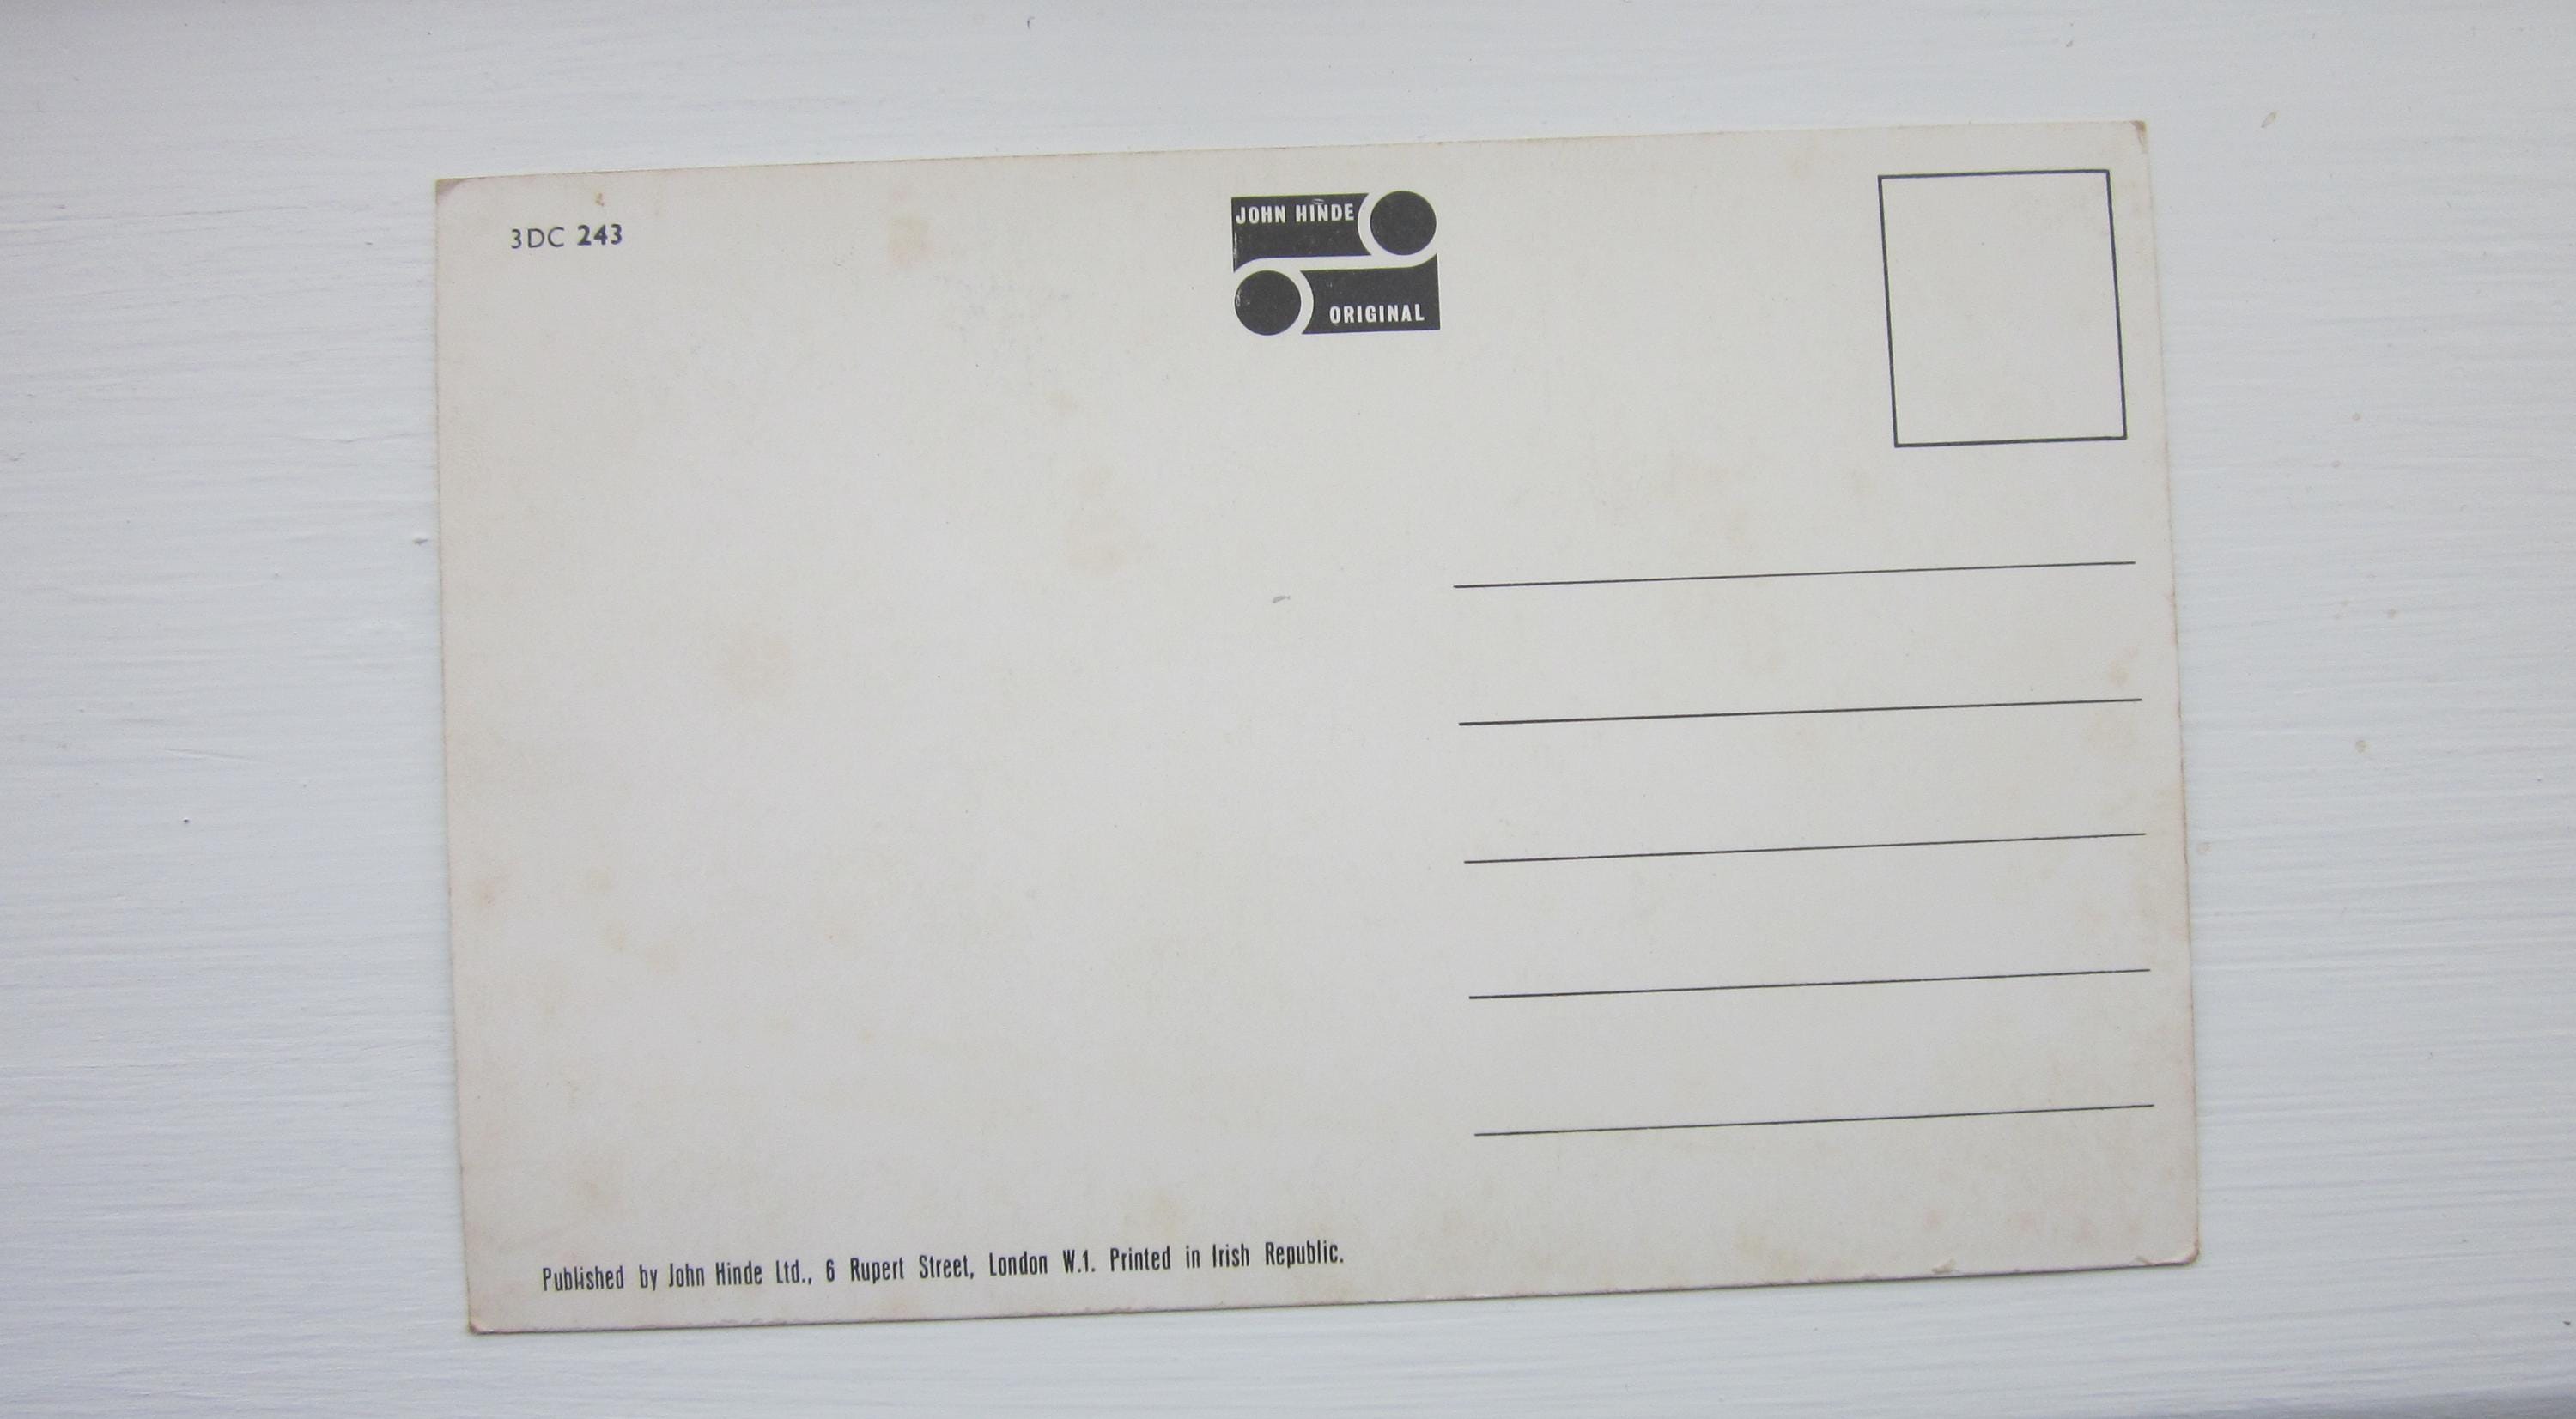 3DC 243
JOHN HINDE
ORIGINAL
Published by John Hinde Ltd., 6 Rupert Street, London W.1. Printed in Irish Republic.